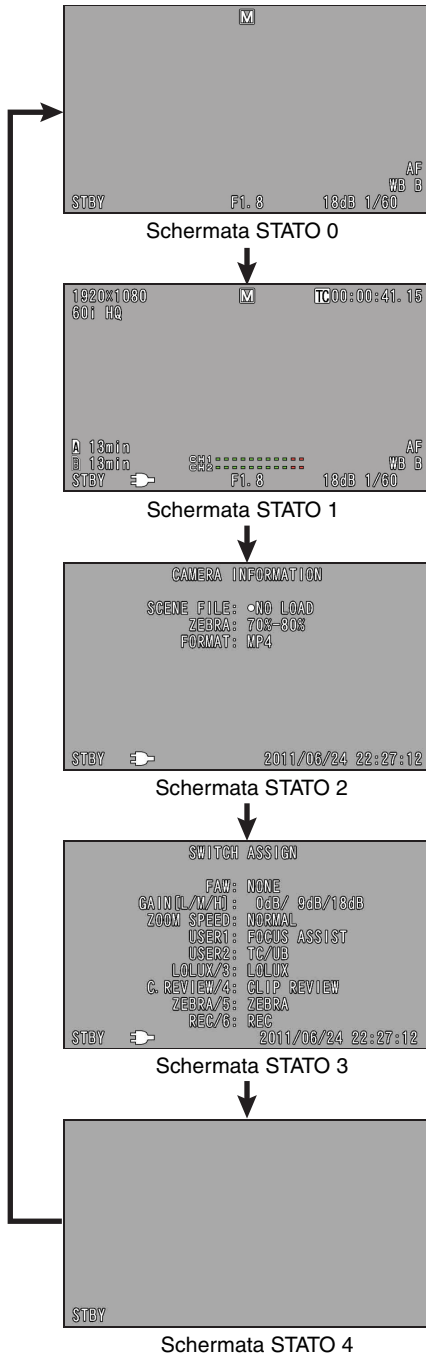 M
AF
WB B
STBY F1.8 18dB 1/60
Schermata STATO 0
1920×1080 M TC 00:00:41.15
60i HQ
A 13min AF
B 13min CH1 WB B
CH2
STBY F1.8 18dB 1/60
Schermata STATO 1
CAMERA INFORMATION
SCENE FILE: ●NO LOAD
ZEBRA: 70%-80%
FORMAT: MP4
STBY 2011/06/24 22:27:12
Schermata STATO 2
SWITCH ASSIGN
FAW: NONE
GAIN[L/M/H]: 0dB/ 9dB/18dB
ZOOM SPEED: NORMAL
USER1: FOCUS ASSIST
USER2: TC/UB
LOLUX/3: LOLUX
C.REVIEW/4: CLIP REVIEW
ZEBRA/5: ZEBRA
REC/6: REC
STBY 2011/06/24 22:27:12
Schermata STATO 3
STBY
Schermata STATO 4